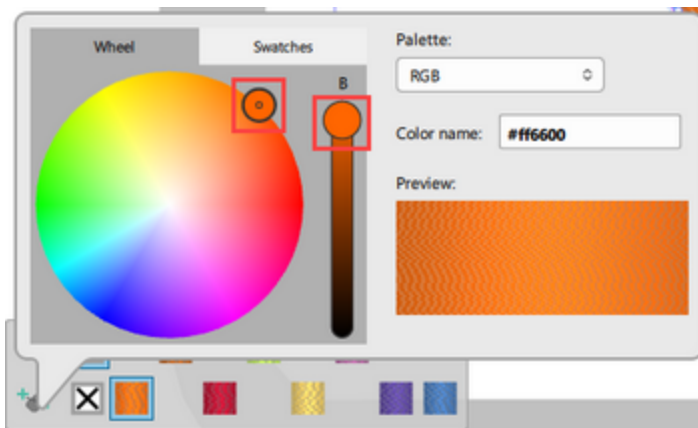 Wheel
Swatches
B
Palette:
RGB
Color name:
#ff6600
Preview: